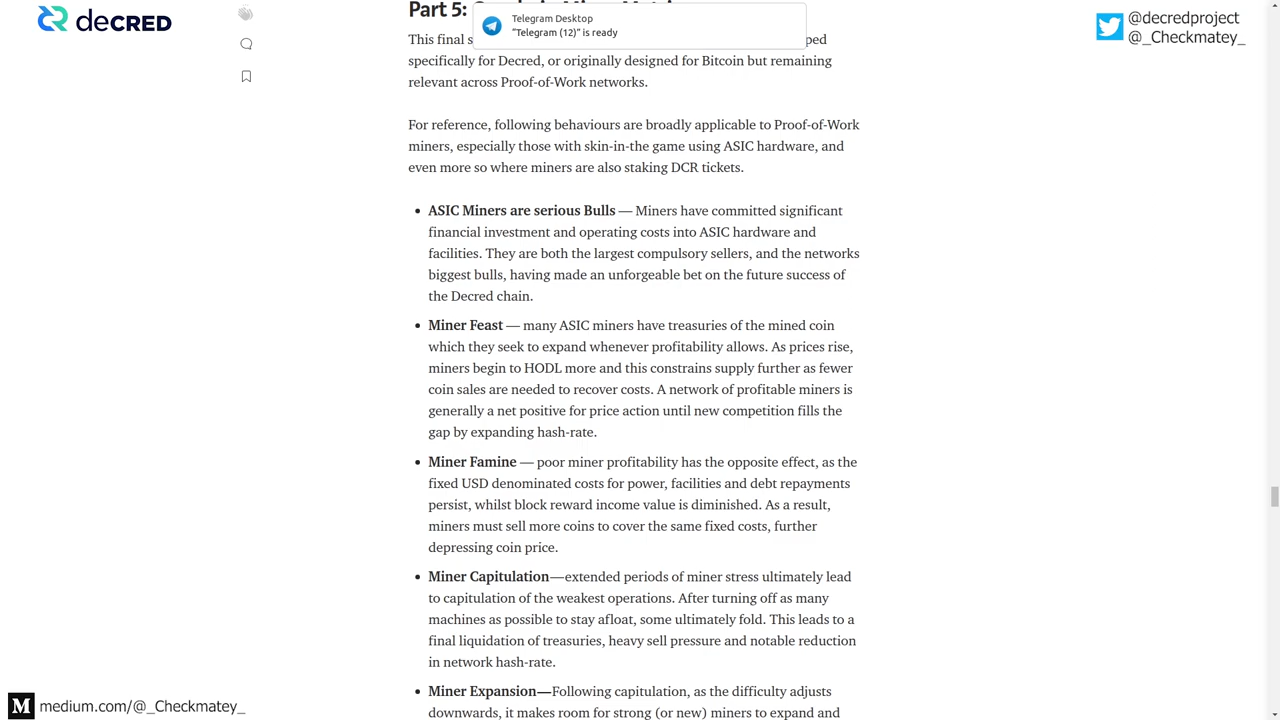 deCRED
Part 5:
Telegram Desktop
“Telegram (12)” is ready
@decredproject
@_Checkmatey_
This final
specifically for Decred, or originally designed for Bitcoin but remaining
relevant across Proof-of-Work networks.
For reference, following behaviours are broadly applicable to Proof-of-Work
miners, especially those with skin-in-the game using ASIC hardware, and
even more so where miners are also staking DCR tickets.
• ASIC Miners are serious Bulls — Miners have committed significant
financial investment and operating costs into ASIC hardware and
facilities. They are both the largest compulsory sellers, and the networks
biggest bulls, having made an unforgeable bet on the future success of
the Decred chain.
• Miner Feast — many ASIC miners have treasuries of the mined coin
which they seek to expand whenever profitability allows. As prices rise,
miners begin to HODL more and this constrains supply further as fewer
coin sales are needed to recover costs. A network of profitable miners is
generally a net positive for price action until new competition fills the
gap by expanding hash-rate.
• Miner Famine — poor miner profitability has the opposite effect, as the
fixed USD denominated costs for power, facilities and debt repayments
persist, whilst block reward income value is diminished. As a result,
miners must sell more coins to cover the same fixed costs, further
depressing coin price.
• Miner Capitulation—extended periods of miner stress ultimately lead
to capitulation of the weakest operations. After turning off as many
machines as possible to stay afloat, some ultimately fold. This leads to a
final liquidation of treasuries, heavy sell pressure and notable reduction
in network hash-rate.
• Miner Expansion—Following capitulation, as the difficulty adjusts
downwards, it makes room for strong (or new) miners to expand and
M medium.com/@_Checkmatey_